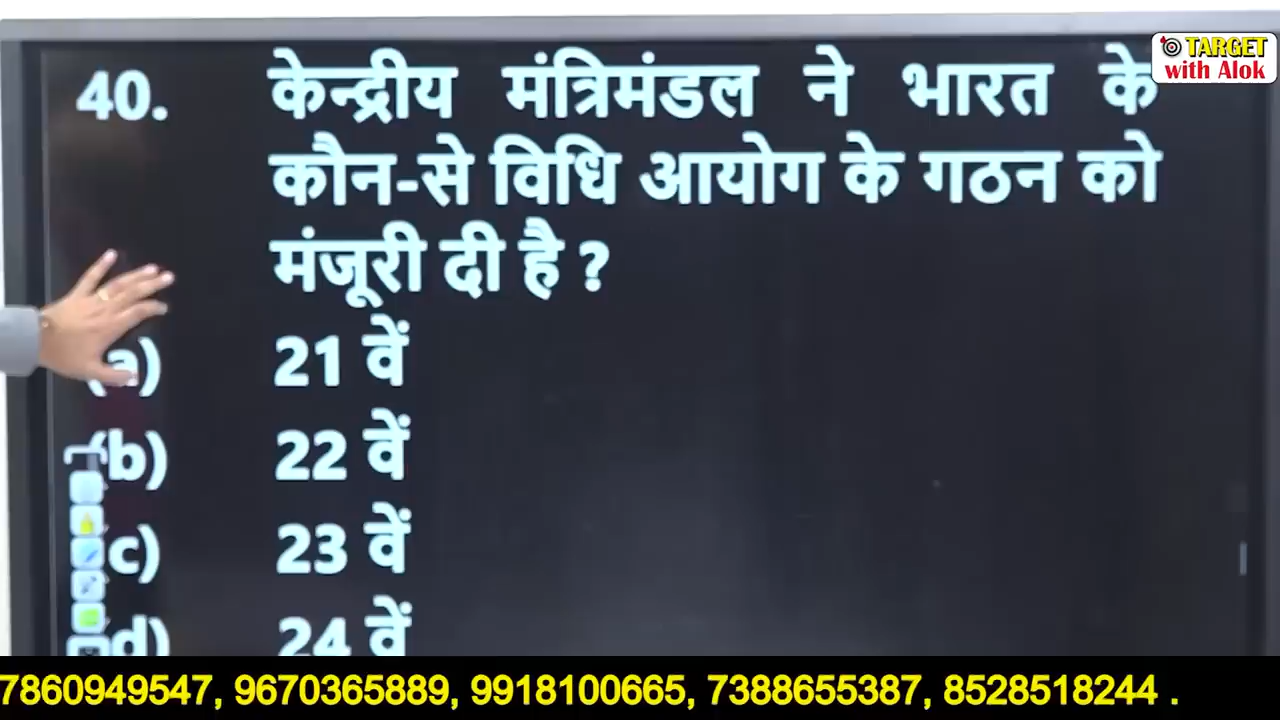 TARGET
with Alok
40. केन्द्रीय मंत्रिमंडल ने भारत के
कौन-से विधि आयोग के गठन को
मंजूरी दी है ?
(a) 21 वें
(b) 22 वें
(c) 23 वें
(d) 24 वें
7860949547, 9670365889, 9918100665, 7388655387, 8528518244 .